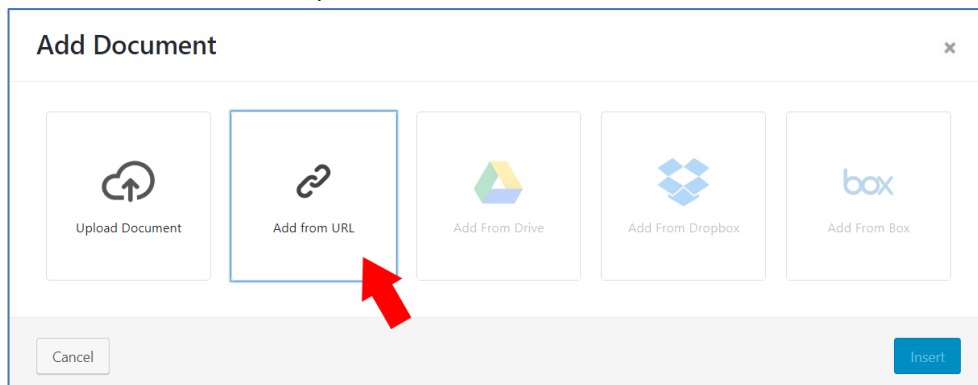 Add Document
Upload Document
Add from URL
Add From Drive
Add From Dropbox
box
Add From Box
Cancel
Insert